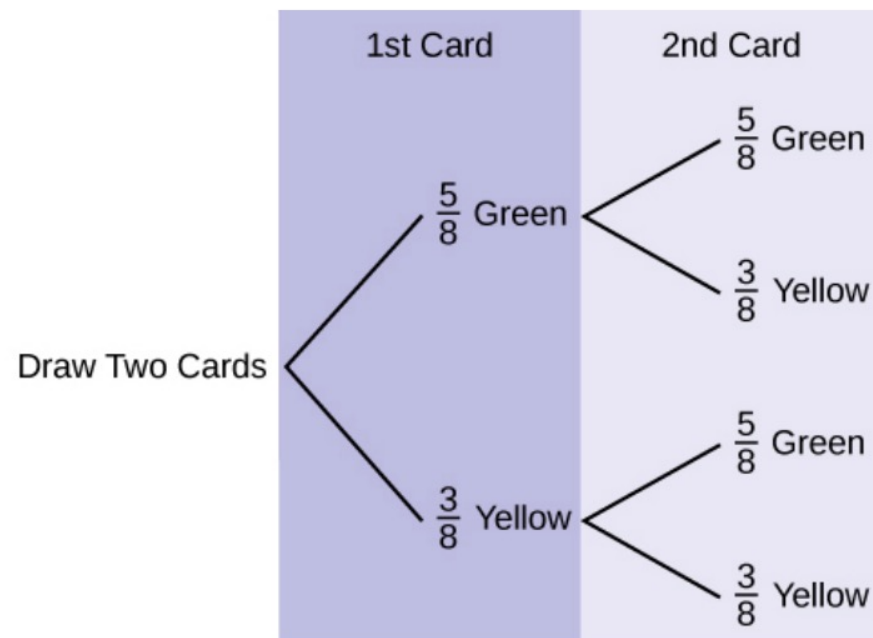 1st Card
2nd Card
5/8 Green
5/8 Green
3/8 Yellow
Draw Two Cards
5/8 Green
3/8 Yellow
3/8 Yellow